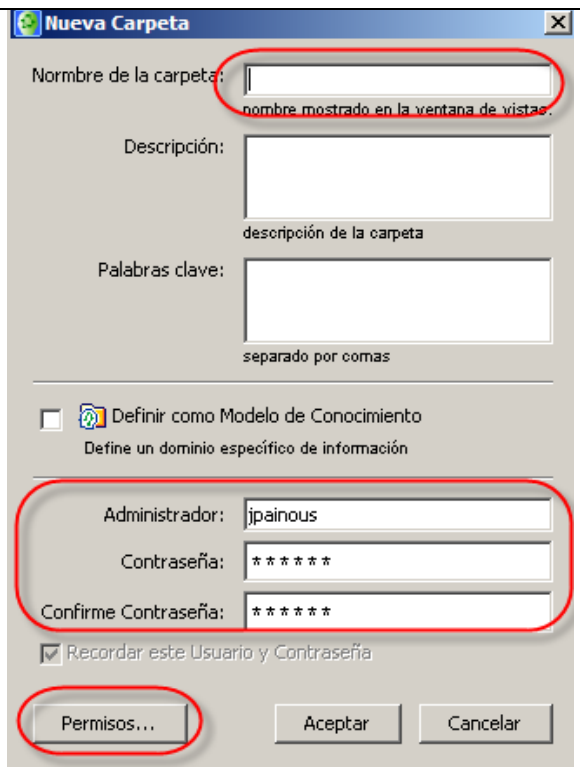 Nueva Carpeta
Normbre de la carpeta:
nombre mostrado en la ventana de vistas.
Descripción:
descripción de la carpeta
Palabras clave:
separado por comas
Definir como Modelo de Conocimiento
Define un dominio específico de información
Administrador: jpainous
Contraseña: ******
Confirme Contraseña: ******
Recordar este Usuario y Contraseña
Permisos... Aceptar Cancelar